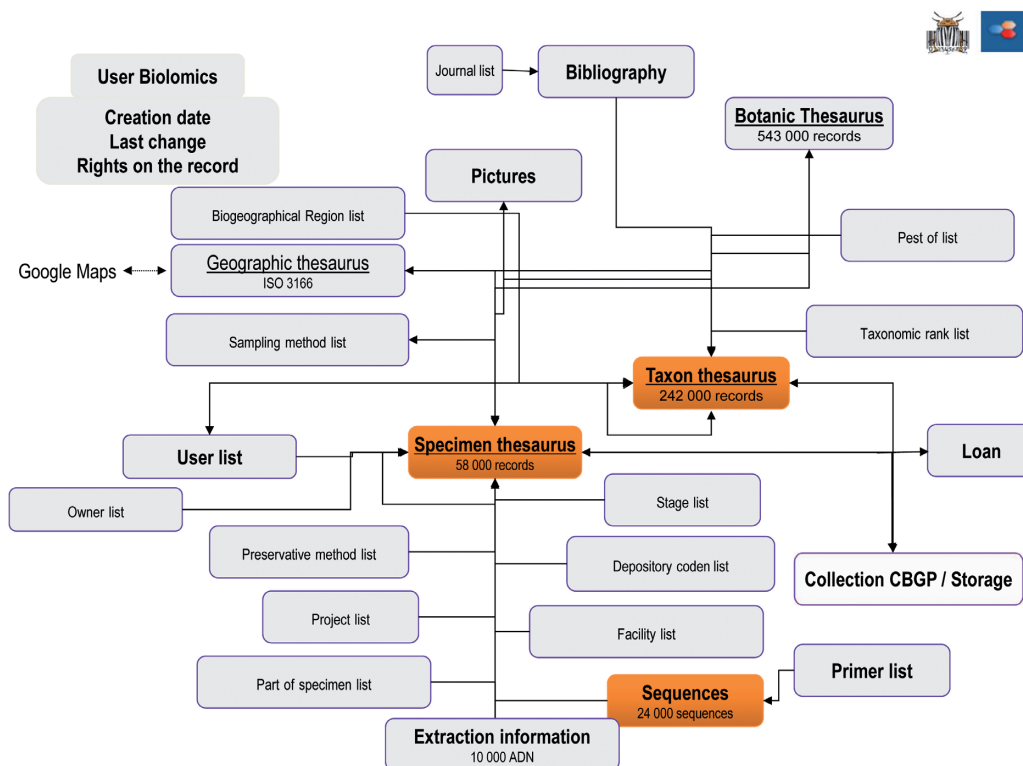 User Biolomics
Creation date
Last change
Rights on the record
Journal list
Bibliography
Botanic Thesaurus
543 000 records
Pictures
Biogeographical Region list
Pest of list
Google Maps
Geographic thesaurus
ISO 3166
Sampling method list
Taxonomic rank list
Taxon thesaurus
242 000 records
User list
Specimen thesaurus
58 000 records
Loan
Owner list
Stage list
Preservative method list
Depository coden list
Collection CBGP / Storage
Project list
Facility list
Part of specimen list
Sequences
24 000 sequences
Primer list
Extraction information
10 000 ADN